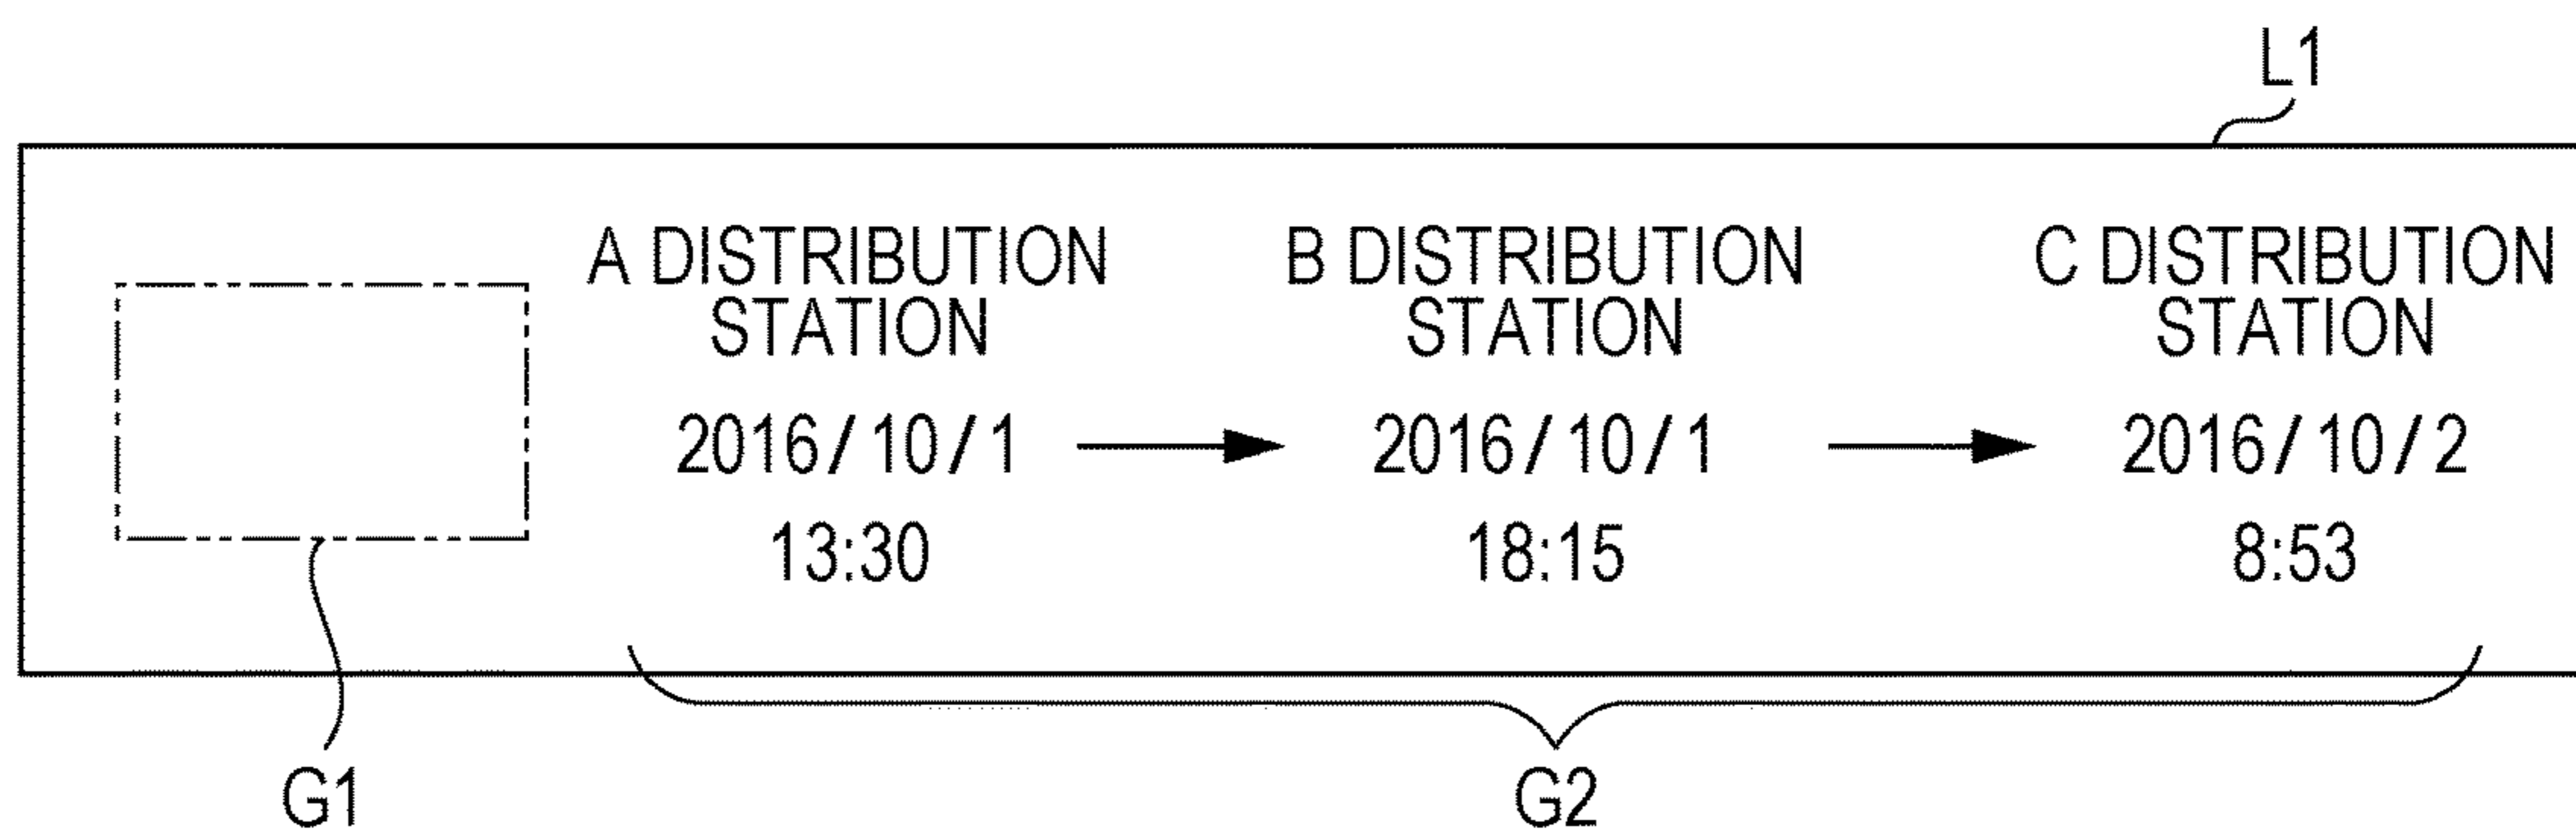 L1
A DISTRIBUTION
STATION
2016/10/1
13:30
B DISTRIBUTION
STATION
2016/10/1
18:15
C DISTRIBUTION
STATION
2016/10/2
8:53
G1
G2